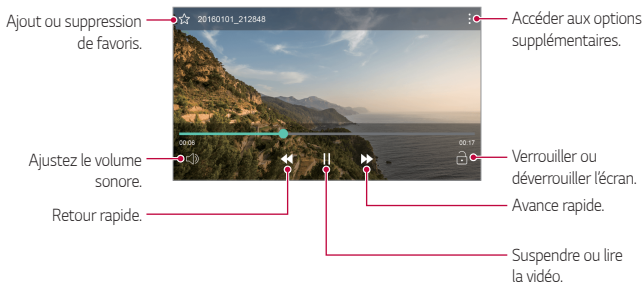 Ajout ou suppression
de favoris.
20160101_212848
Accéder aux options
supplémentaires.
00:06
00:17
Ajustez le volume
sonore.
Verrouiller ou
déverrouiller l'écran.
Retour rapide.
Avance rapide.
Suspendre ou lire
la vidéo.